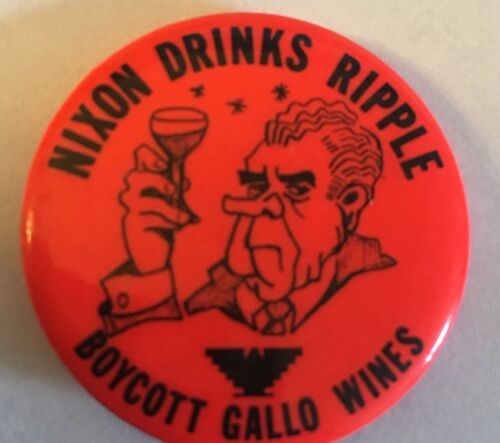 NIXON DRINKS RIPPLE
BOYCOTT GALLO WINES